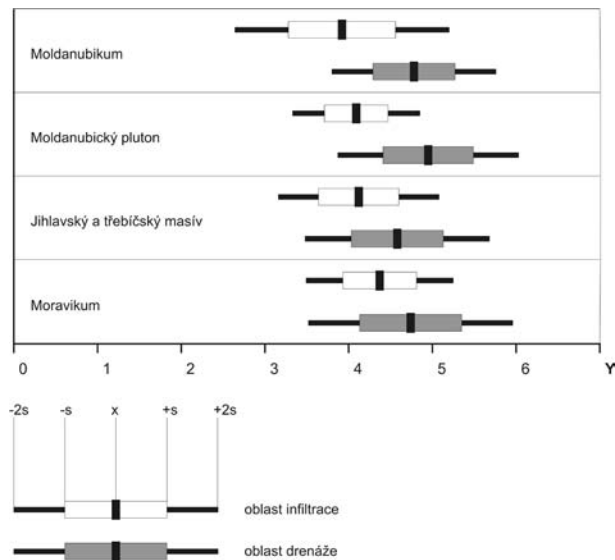 Moldanubikum
Moldanubický pluton
Jihlavský a třebíčský masív
Moravikum
0 1 2 3 4 5 6 Y
-2s -s x +s +2s
oblast infiltrace
oblast drenáže